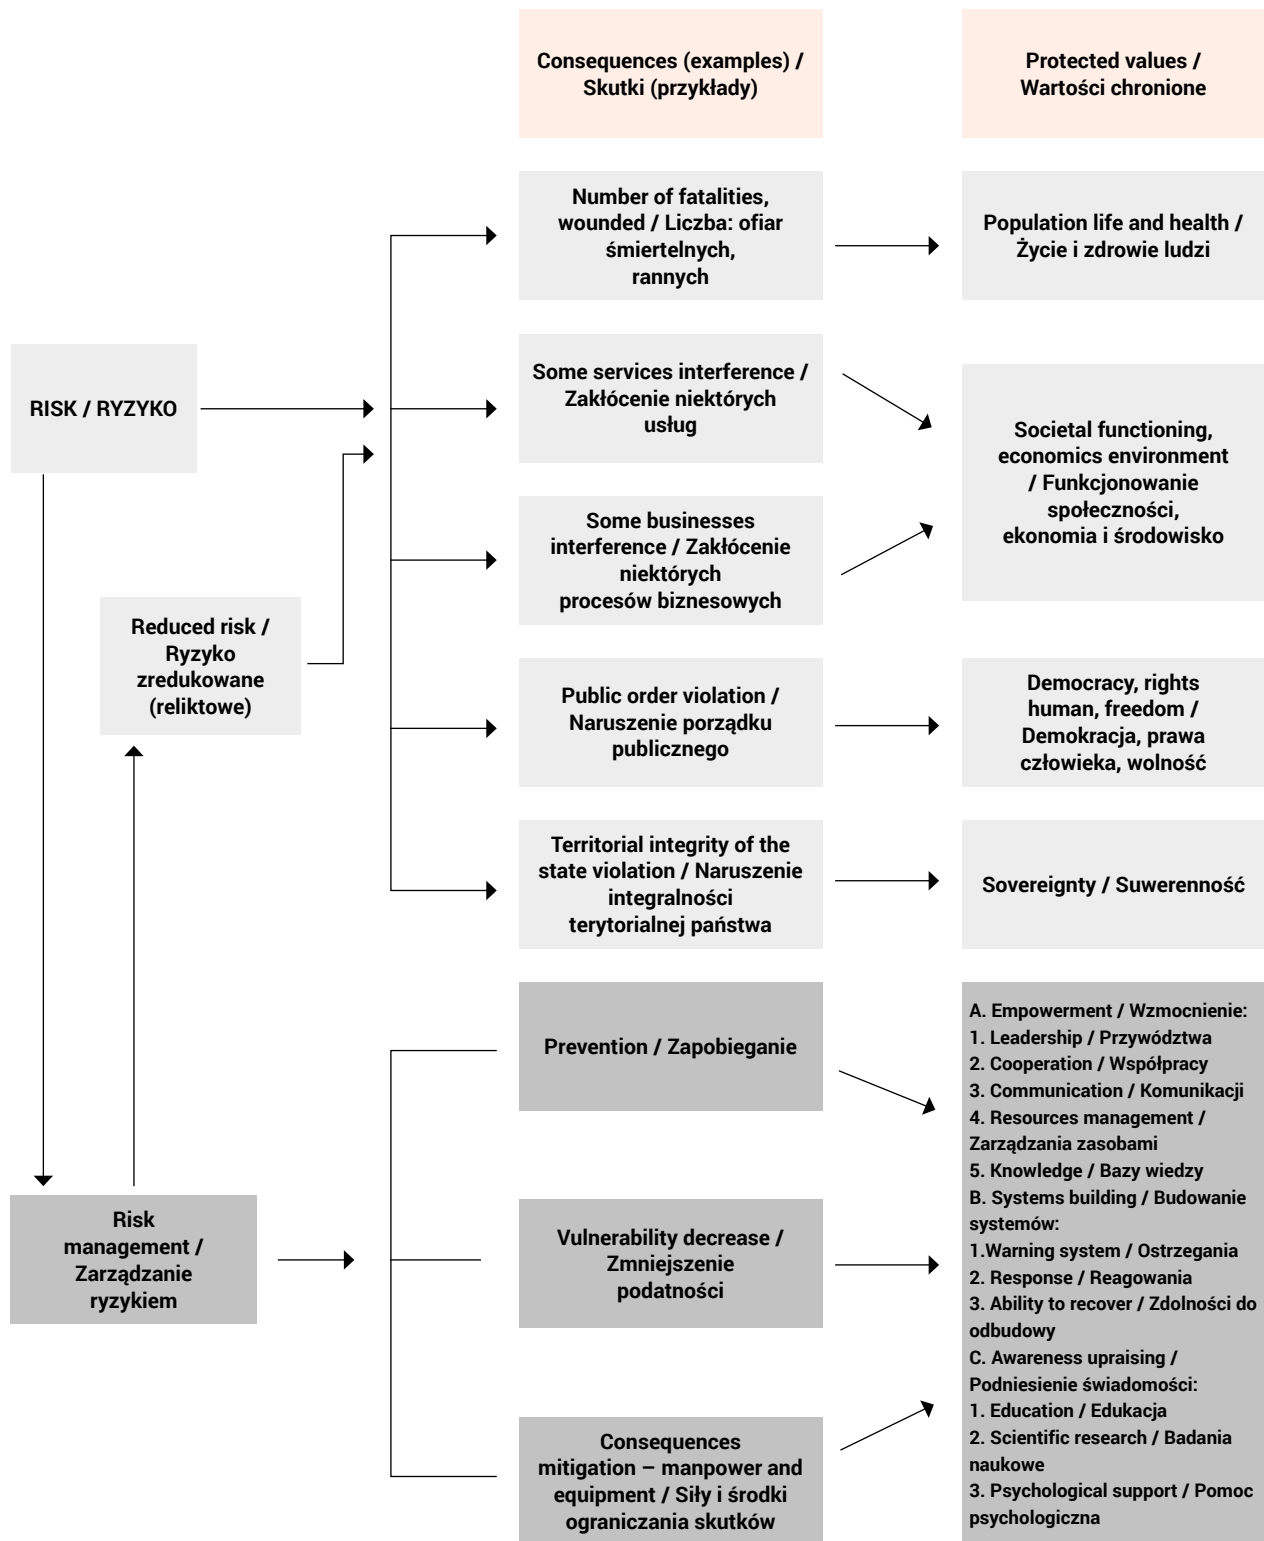 Consequences (examples) /
Skutki (przykłady)
Protected values /
Wartości chronione
Number of fatalities,
wounded / Liczba: ofiar
śmiertelnych,
rannych
Population life and health /
Życie i zdrowie ludzi
RISK / RYZYKO
Some services interference /
Zakłócenie niektórych
usług
Societal functioning,
economics environment
/ Funkcjonowanie
społeczności,
ekonomia i środowisko
Some businesses
interference / Zakłócenie
niektórych
procesów biznesowych
Reduced risk /
Ryzyko
zredukowane
(reliktowe)
Public order violation /
Naruszenie porządku
publicznego
Democracy, rights
human, freedom /
Demokracja, prawa
człowieka, wolność
Territorial integrity of the
state violation / Naruszenie
integralności
terytorialnej państwa
Sovereignty / Suwerenność
Risk
management /
Zarządzanie
ryzykiem
Prevention / Zapobieganie
Vulnerability decrease /
Zmniejszenie
podatności
Consequences
mitigation – manpower and
equipment / Siły i środki
ograniczania skutków
A. Empowerment / Wzmocnienie:
1. Leadership / Przywództwa
2. Cooperation / Współpracy
3. Communication / Komunikacji
4. Resources management /
Zarządzania zasobami
5. Knowledge / Bazy wiedzy
B. Systems building / Budowanie
systemów:
1.Warning system / Ostrzegania
2. Response / Reagowania
3. Ability to recover / Zdolności do
odbudowy
C. Awareness upraising /
Podniesienie świadomości:
1. Education / Edukacja
2. Scientific research / Badania
naukowe
3. Psychological support / Pomoc
psychologiczna